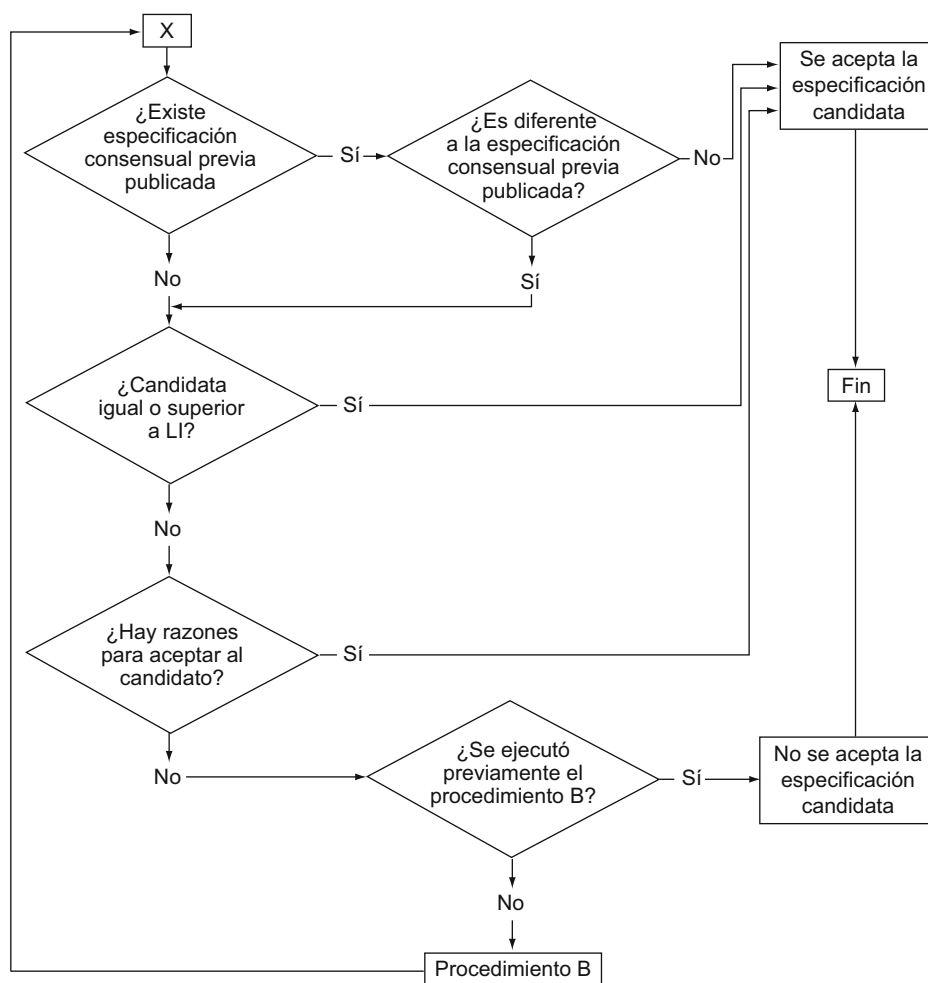 X
¿Existe
especificación
consensual previa
publicada
Sí
¿Es diferente
a la especificación
consensual previa
publicada?
No
Se acepta la
especificación
candidata
No
Sí
¿Candidata
igual o superior
a LI?
Sí
Fin
No
¿Hay razones
para aceptar al
candidato?
Sí
No
¿Se ejecutó
previamente el
procedimiento B?
Sí
No se acepta la
especificación
candidata
No
Procedimiento B